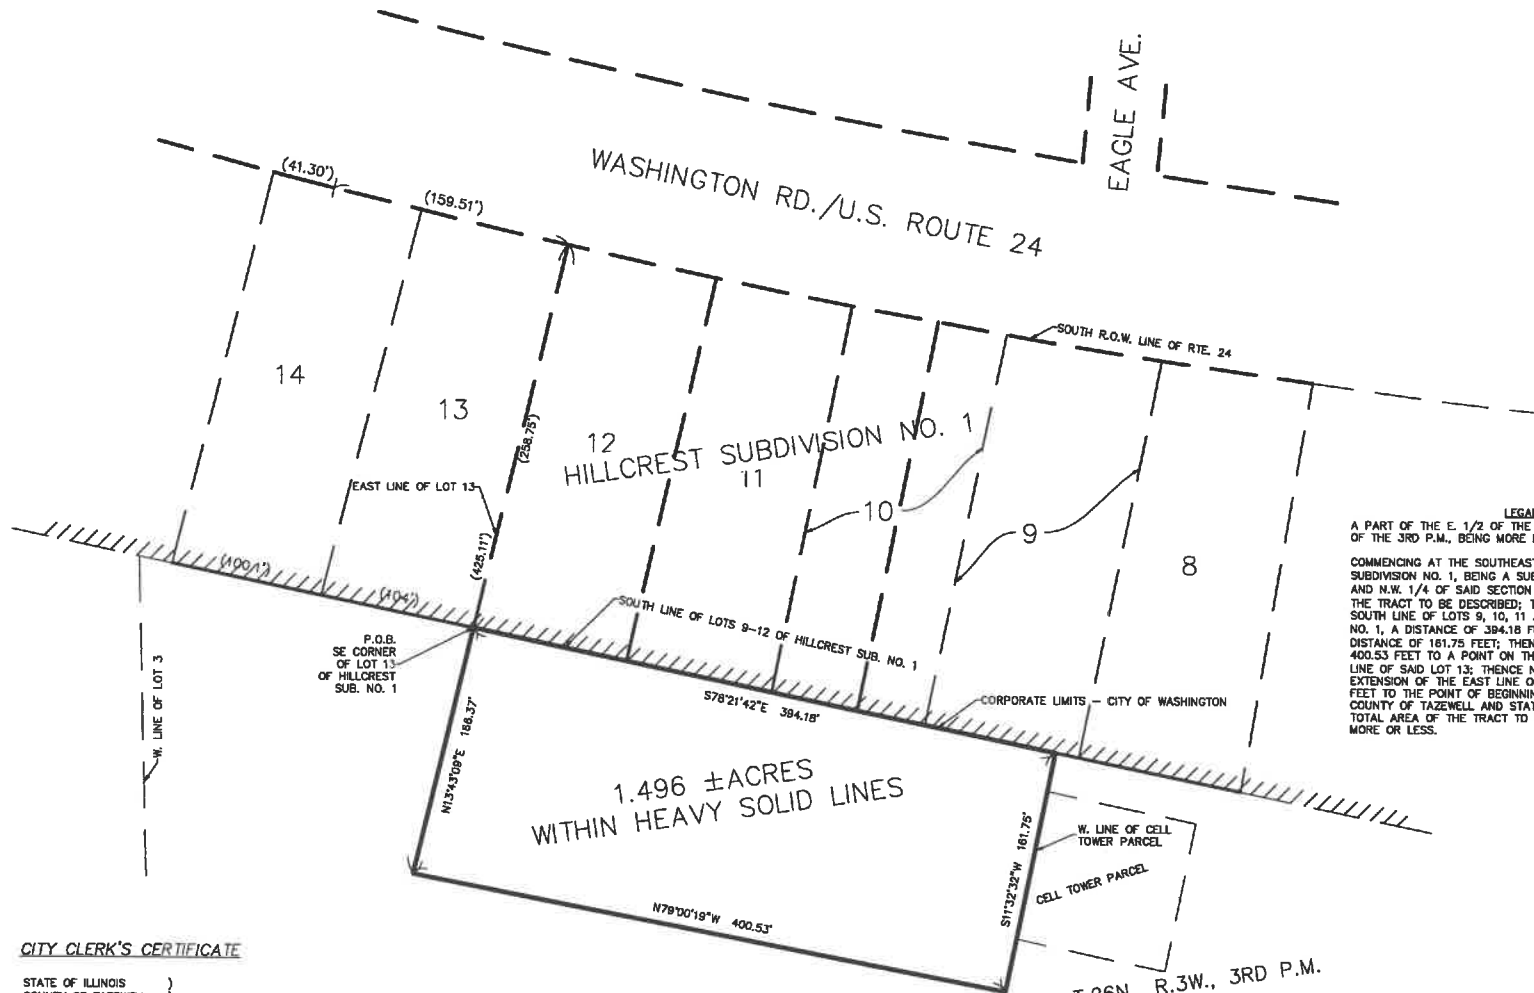 EAGLE AVE.
WASHINGTON RD./U.S. ROUTE 24
(41.30')
(159.51')
SOUTH R.O.W. LINE OF RTE. 24
14
13
12
11
10
9
8
HILLCREST SUBDIVISION NO. 1
(258.75')
EAST LINE OF LOT 13
(425.11')
(104')
P.O.B.
SE CORNER
OF LOT 13
OF HILLCREST
SUB. NO. 1
W. LINE OF LOT 3
SOUTH LINE OF LOTS 9-12 OF HILLCREST SUB. NO. 1
S78°21'42"E 394.18'
CORPORATE LIMITS - CITY OF WASHINGTON
N13°43'09"E
1.496 ±ACRES
WITHIN HEAVY SOLID LINES
S11°32'32"W 161.75'
W. LINE OF CELL
TOWER PARCEL
CELL TOWER PARCEL
N79°00'19"W 400.53'
R.3W., 3RD P.M.
LEGA
A PART OF THE E. 1/2 OF THE
OF THE 3RD P.M., BEING MORE
COMMENCING AT THE SOUTHEAST
SUBDIVISION NO. 1, BEING A SU
AND N.W. 1/4 OF SAID SECTION
THE TRACT TO BE DESCRIBED; T
SOUTH LINE OF LOTS 9, 10, 11
NO. 1, A DISTANCE OF 394.18 F
DISTANCE OF 161.75 FEET; THEN
400.53 FEET TO A POINT ON TH
LINE OF SAID LOT 13; THENCE N
EXTENSION OF THE EAST LINE O
FEET TO THE POINT OF BEGINNIN
COUNTY OF TAZEWELL AND STAT
TOTAL AREA OF THE TRACT TO
MORE OR LESS.
CITY CLERK'S CERTIFICATE
STATE OF ILLINOIS )